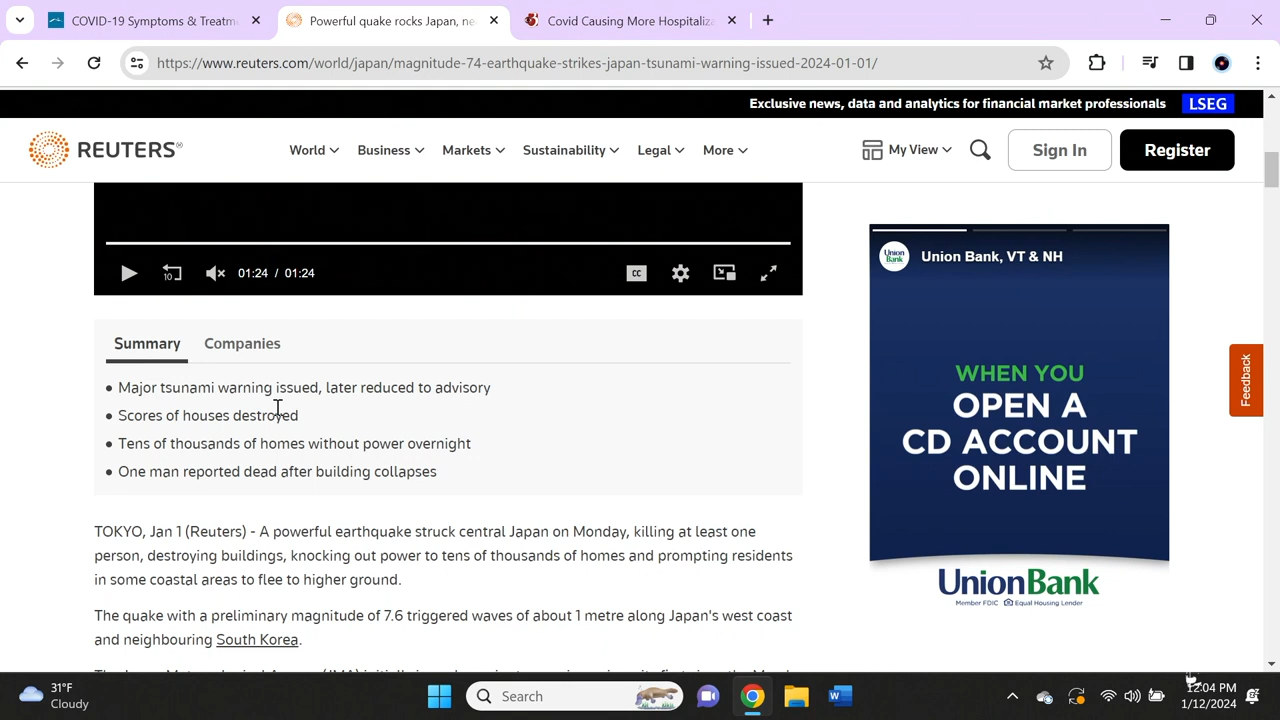 COVID-19 Symptoms & Treatm
Powerful quake rocks Japan, ne
Covid Causing More Hospitaliza
https://www.reuters.com/world/japan/magnitude-74-earthquake-strikes-japan-tsunami-warning-issued-2024-01-01/
Exclusive news, data and analytics for financial market professionals LSEG
REUTERS®
World Business Markets Sustainability Legal More
My View Sign In Register
10 01:24 / 01:24 CC
Union Bank, VT & NH
Summary Companies
Major tsunami warning issued, later reduced to advisory
Scores of houses destroyed
Tens of thousands of homes without power overnight
One man reported dead after building collapses
WHEN YOU
OPEN A
CD ACCOUNT
ONLINE
UnionBank
Member FDIC Equal Housing Lender
Feedback
TOKYO, Jan 1 (Reuters) - A powerful earthquake struck central Japan on Monday, killing at least one
person, destroying buildings, knocking out power to tens of thousands of homes and prompting residents
in some coastal areas to flee to higher ground.
The quake with a preliminary magnitude of 7.6 triggered waves of about 1 metre along Japan's west coast
and neighbouring South Korea.
31°F
Cloudy
Search
12:04 PM
1/12/2024